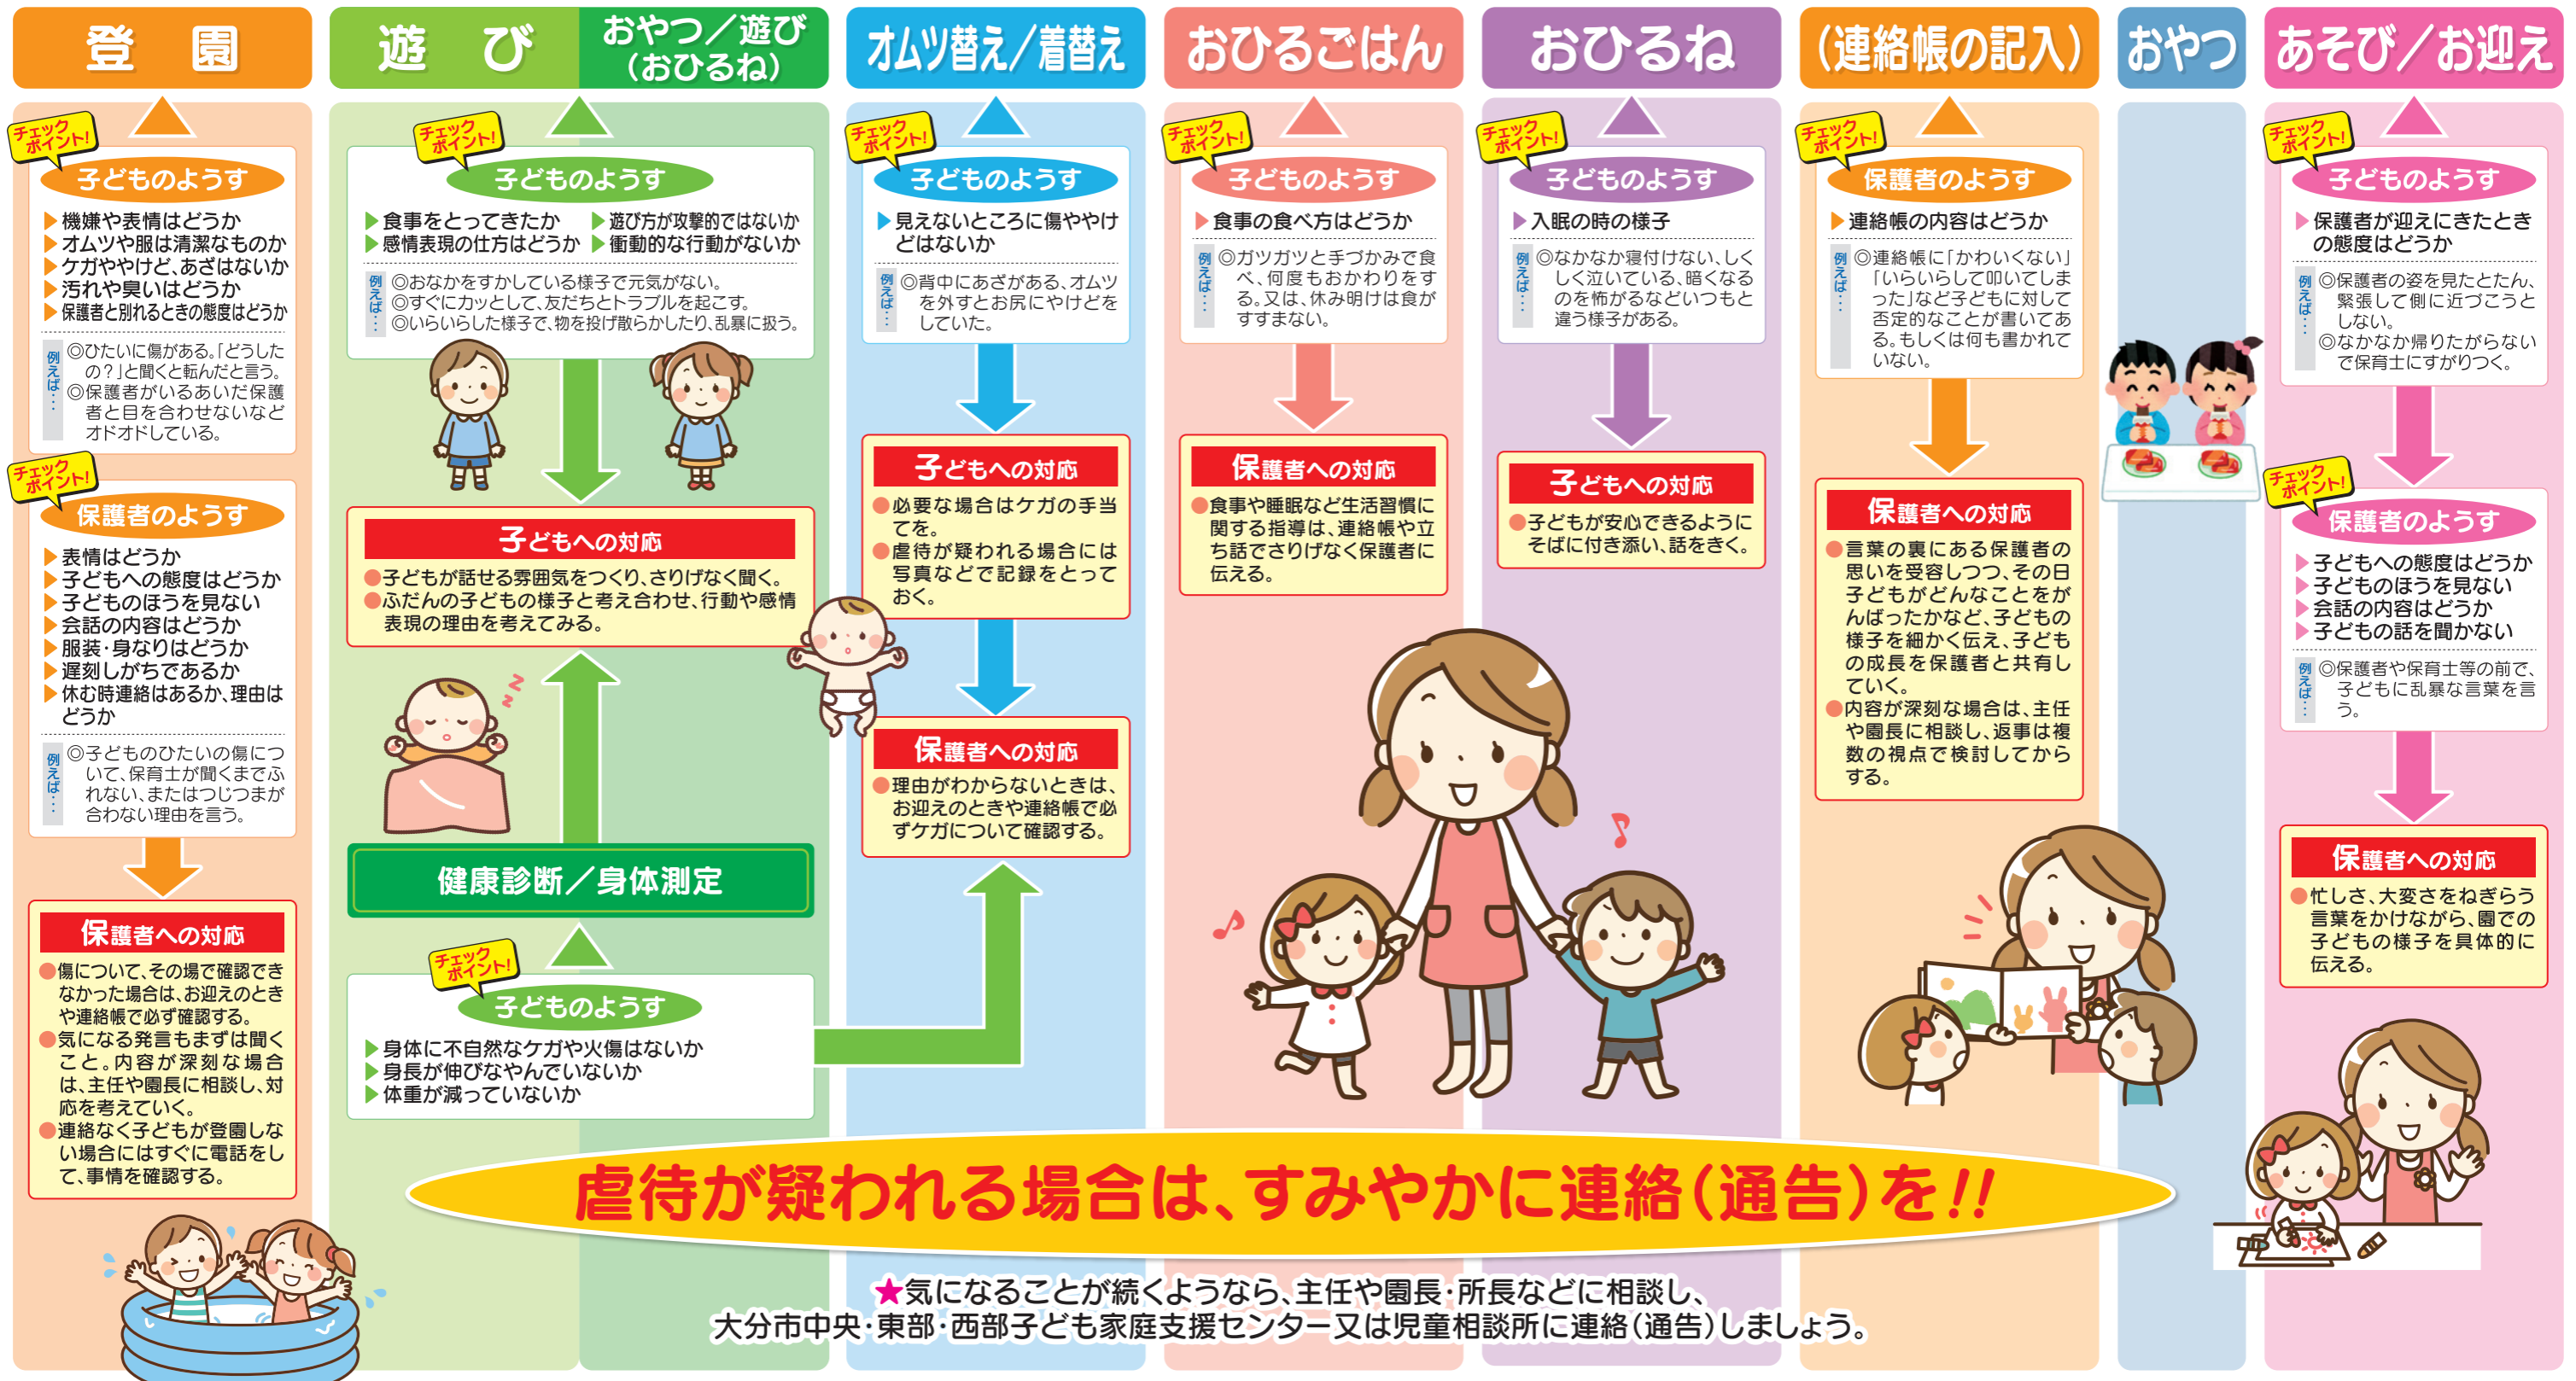 登園
チェックポイント!
子どものようす
▶機嫌や表情はどうか
▶オムツや服は清潔なものか
▶ケガややけど、あざはないか
▶汚れや臭いはどうか
▶保護者と別れるときの態度はどうか
例えば…
◎ひたいに傷がある。「どうした
の?」と聞くと転んだと言う。
◎保護者がいるあいだ保護
者と目を合わせないなど
オドオドしている。
チェックポイント!
保護者のようす
▶表情はどうか
▶子どもへの態度はどうか
▶子どものほうを見ない
▶会話の内容はどうか
▶服装・身なりはどうか
▶遅刻しがちであるか
▶休む時連絡はあるか、理由は
どうか
例えば…
◎子どものひたいの傷につ
いて、保育士が聞くまでふ
れない、またはつじつまが
合わない理由を言う。
保護者への対応
●傷について、その場で確認でき
なかった場合は、お迎えのとき
や連絡帳で必ず確認する。
●気になる発言もまずは聞く
こと。内容が深刻な場合
は、主任や園長に相談し、対
応を考えていく。
●連絡なく子どもが登園しな
い場合にはすぐに電話をし
て、事情を確認する。
遊び
おやつ/遊び
(おひるね)
チェックポイント!
子どものようす
▶食事をとってきたか
▶遊び方が攻撃的ではないか
▶感情表現の仕方はどうか
▶衝動的な行動がないか
例えば…
◎おなかをすかしている様子で元気がない。
◎すぐにカッとして、友だちとトラブルを起こす。
◎いらいらした様子で、物を投げ散らかしたり、乱暴に扱う。
子どもへの対応
●子どもが話せる雰囲気をつくり、さりげなく聞く。
●ふだんの子どもの様子と考え合わせ、行動や感情
表現の理由を考えてみる。
健康診断/身体測定
チェックポイント!
子どものようす
▶身体に不自然なケガや火傷はないか
▶身長が伸びなやんでいないか
▶体重が減っていないか
オムツ替え/着替え
チェックポイント!
子どものようす
▶見えないところに傷ややけ
どはないか
例えば…
◎背中にあざがある、オムツ
を外すとお尻にやけどを
していた。
子どもへの対応
●必要な場合はケガの手当
てを。
●虐待が疑われる場合には
写真などで記録をとって
おく。
保護者への対応
●理由がわからないときは、
お迎えのときや連絡帳で必
ずケガについて確認する。
おひるごはん
チェックポイント!
子どものようす
▶食事の食べ方はどうか
例えば…
◎ガツガツと手づかみで食
べ、何度もおかわりをす
る。又は、休み明けは食が
すすまない。
保護者への対応
●食事や睡眠など生活習慣に
関する指導は、連絡帳や立
ち話でさりげなく保護者に
伝える。
おひるね
チェックポイント!
子どものようす
▶入眠の時の様子
例えば…
◎なかなか寝付けない、しく
しく泣いている、暗くなる
のを怖がるなどいつもと
違う様子がある。
子どもへの対応
●子どもが安心できるように
そばに付き添い、話をきく。
(連絡帳の記入)
チェックポイント!
保護者のようす
▶連絡帳の内容はどうか
例えば…
◎連絡帳に「かわいくない」
「いらいらして叩いてしま
った」など子どもに対して
否定的なことが書いてあ
る。もしくは何も書かれて
いない。
保護者への対応
●言葉の裏にある保護者の
思いを受容しつつ、その日
子どもがどんなことをが
んばったかなど、子どもの
様子を細かく伝え、子ども
の成長を保護者と共有し
ていく。
●内容が深刻な場合は、主任
や園長に相談し、返事は複
数の視点で検討してから
する。
おやつ
あそび/お迎え
チェックポイント!
子どものようす
▶保護者が迎えにきたとき
の態度はどうか
例えば…
◎保護者の姿を見たとたん、
緊張して側に近づこうと
しない。
◎なかなか帰りたがらない
で保育士にすがりつく。
チェックポイント!
保護者のようす
▶子どもへの態度はどうか
▶子どものほうを見ない
▶会話の内容はどうか
▶子どもの話を聞かない
例えば…
◎保護者や保育士等の前で、
子どもに乱暴な言葉を言
う。
保護者への対応
●忙しさ、大変さをねぎらう
言葉をかけながら、園での
子どもの様子を具体的に
伝える。
虐待が疑われる場合は、すみやかに連絡(通告)を!!
★気になることが続くようなら、主任や園長・所長などに相談し、
大分市中央・東部・西部子ども家庭支援センター又は児童相談所に連絡(通告)しましょう。